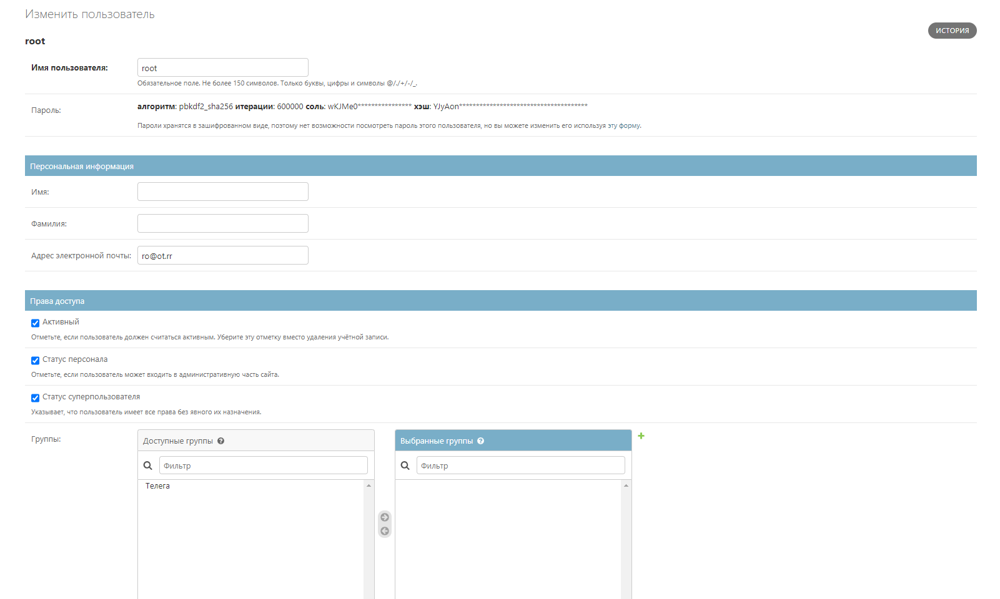 Изменить пользователь
ИСТОРИЯ
root
Имя пользователя: root
Обязательное поле. Не более 150 символов. Только буквы, цифры и символы @/./+/-/_.
Пароль: алгоритм: pbkdf2_sha256 итерации: 600000 соль: wKJMe0**************** хэш: YJyAon**************************************
Пароли хранятся в зашифрованном виде, поэтому нет возможности посмотреть пароль этого пользователя, но вы можете изменить его используя эту форму.
Персональная информация
Имя:
Фамилия:
Адрес электронной почты: ro@ot.rr
Права доступа
Активный
Отметьте, если пользователь должен считаться активным. Уберите эту отметку вместо удаления учётной записи.
Статус персонала
Отметьте, если пользователь может входить в административную часть сайта.
Статус суперпользователя
Указывает, что пользователь имеет все права без явного их назначения.
Группы: Доступные группы ? Выбранные группы ?
Фильтр Фильтр
Телега